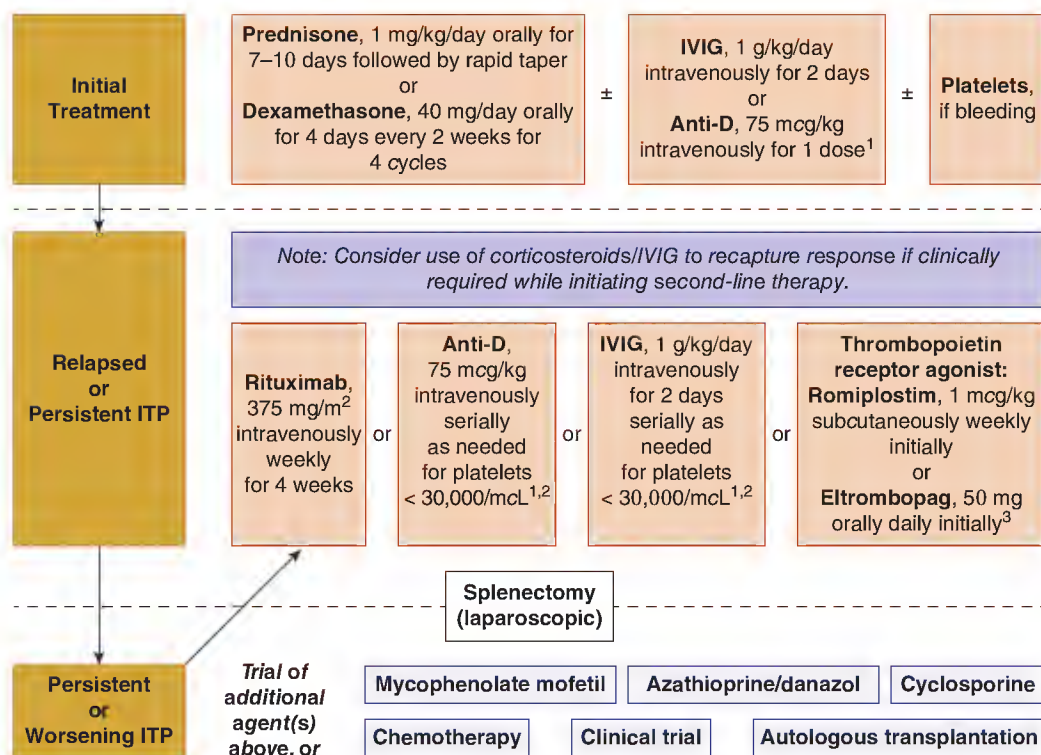 Initial
Treatment
Prednisone, 1 mg/kg/day orally for
7–10 days followed by rapid taper
or
Dexamethasone, 40 mg/day orally
for 4 days every 2 weeks for
4 cycles
±
IVIG, 1 g/kg/day
intravenously for 2 days
or
Anti-D, 75 mcg/kg
intravenously for 1 dose¹
±
Platelets,
if bleeding
Relapsed
or
Persistent ITP
Note: Consider use of corticosteroids/IVIG to recapture response if clinically
required while initiating second-line therapy.
Rituximab,
375 mg/m²
intravenously
weekly
for 4 weeks
or
Anti-D,
75 mcg/kg
intravenously
serially
as needed
for platelets
< 30,000/mcL¹,²
or
IVIG, 1 g/kg/day
intravenously
for 2 days
serially as
needed
for platelets
< 30,000/mcL¹,²
or
Thrombopoietin
receptor agonist:
Romiplostim, 1 mcg/kg
subcutaneously weekly
initially
or
Eltrombopag, 50 mg
orally daily initially³
Splenectomy
(laparoscopic)
Persistent
or
Worsening ITP
Trial of
additional
agent(s)
above, or
Mycophenolate mofetil
Azathioprine/danazol
Cyclosporine
Chemotherapy
Clinical trial
Autologous transplantation